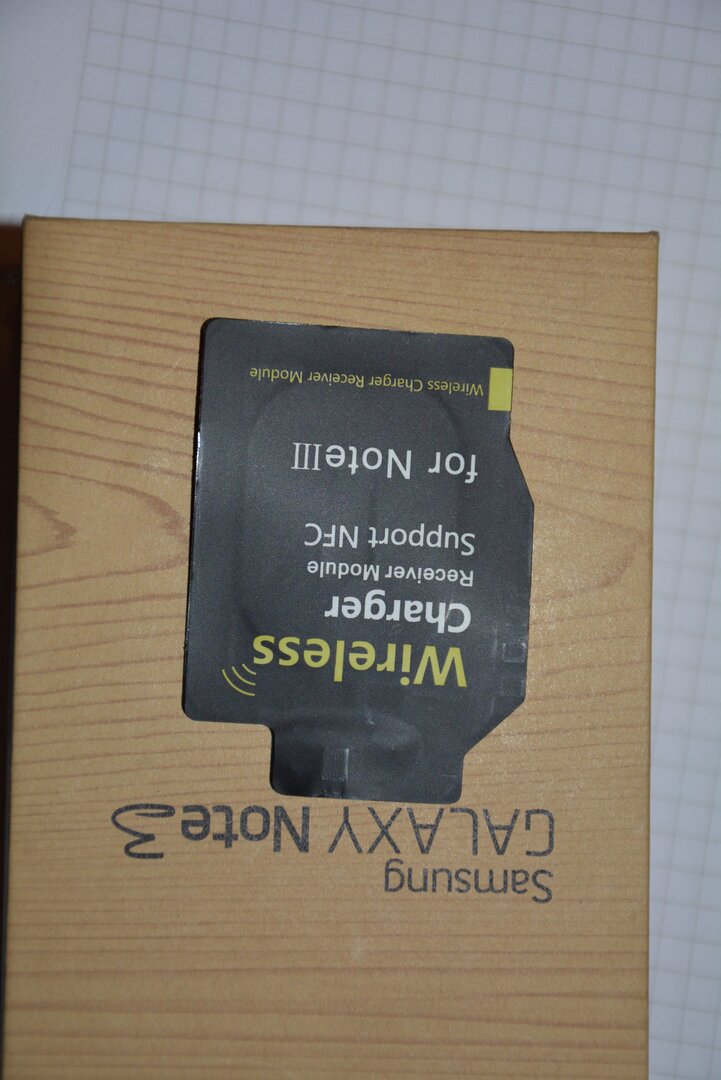 Samsung
GALAXY Note 3
Wireless
Charger
Receiver Module
Support NFC
for NoteIII
Wireless Charger Receiver Module